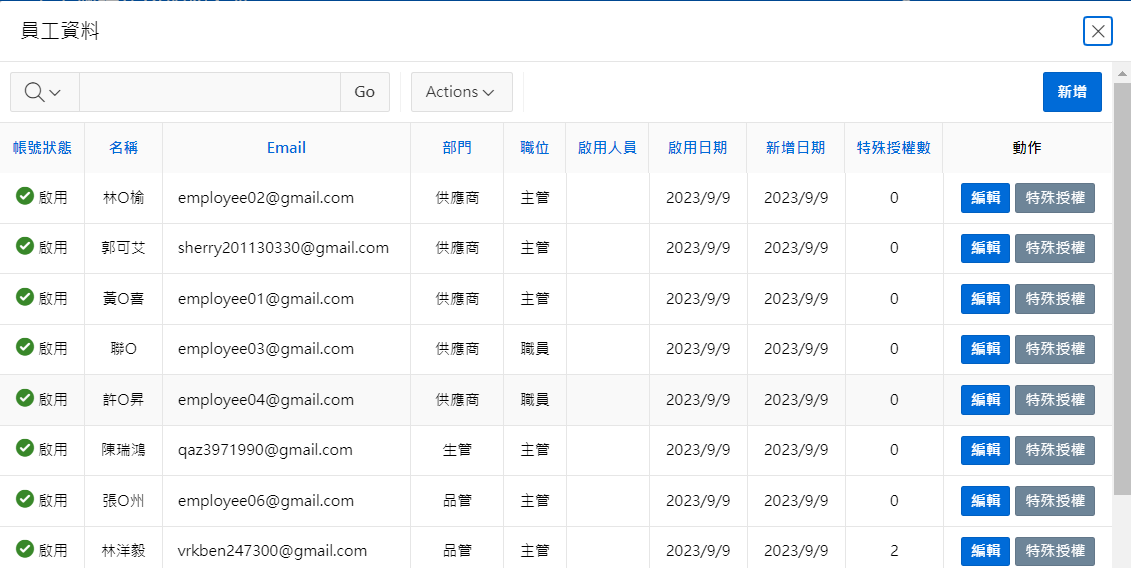 員工資料
Go
Actions
新增
帳號狀態 名稱 Email 部門 職位 啟用人員 啟用日期 新增日期 特殊授權數 動作
啟用 林O榆 employee02@gmail.com 供應商 主管 2023/9/9 2023/9/9 0 編輯 特殊授權
啟用 郭可艾 sherry201130330@gmail.com 供應商 主管 2023/9/9 2023/9/9 0 編輯 特殊授權
啟用 黃O喜 employee01@gmail.com 供應商 主管 2023/9/9 2023/9/9 0 編輯 特殊授權
啟用 聯O employee03@gmail.com 供應商 職員 2023/9/9 2023/9/9 0 編輯 特殊授權
啟用 許O昇 employee04@gmail.com 供應商 職員 2023/9/9 2023/9/9 0 編輯 特殊授權
啟用 陳瑞鴻 qaz3971990@gmail.com 生管 主管 2023/9/9 2023/9/9 0 編輯 特殊授權
啟用 張O州 employee06@gmail.com 品管 主管 2023/9/9 2023/9/9 0 編輯 特殊授權
啟用 林洋毅 vrkben247300@gmail.com 品管 主管 2023/9/9 2023/9/9 2 編輯 特殊授權